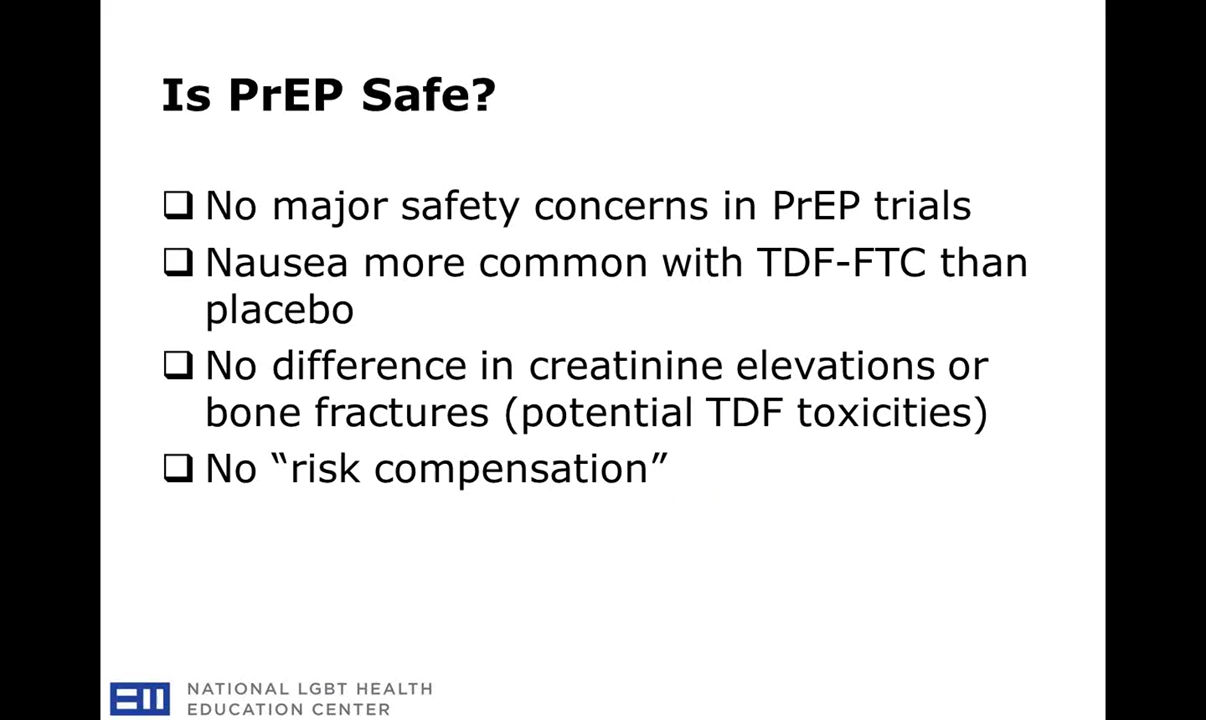 Is PrEP Safe?
No major safety concerns in PrEP trials
Nausea more common with TDF-FTC than
placebo
No difference in creatinine elevations or
bone fractures (potential TDF toxicities)
No “risk compensation”
NATIONAL LGBT HEALTH
EDUCATION CENTER